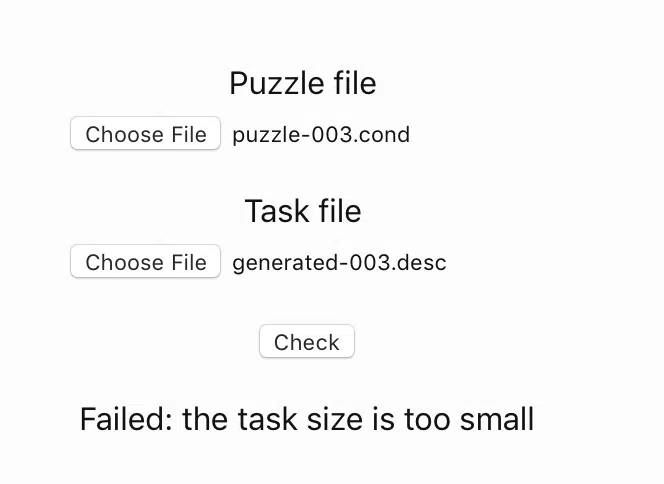 Puzzle file
Choose File puzzle-003.cond
Task file
Choose File generated-003.desc
Check
Failed: the task size is too small